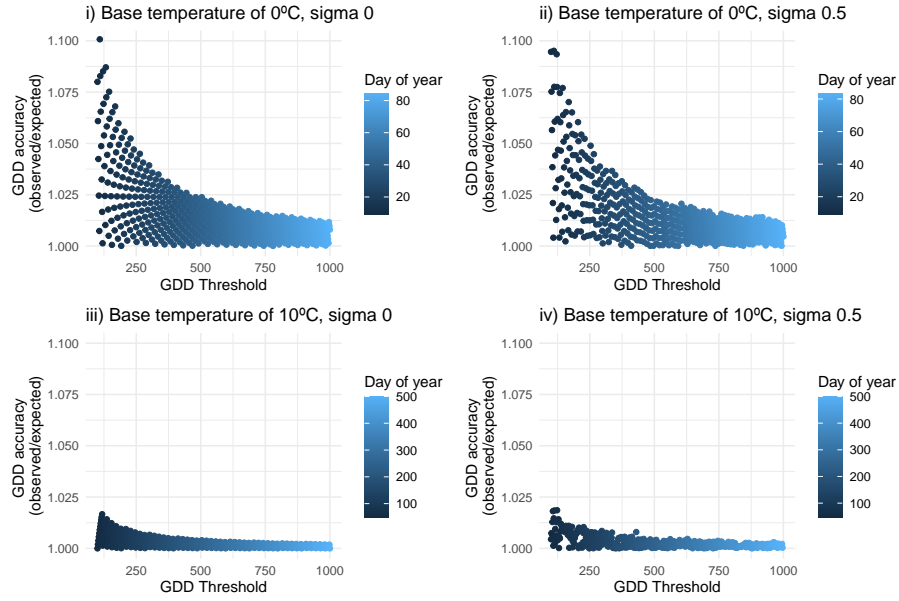 i) Base temperature of 0ºC, sigma 0
GDD accuracy
(observed/expected)
1.100
1.075
1.050
1.025
1.000
250
500
750
1000
GDD Threshold
Day of year
80
60
40
20
ii) Base temperature of 0ºC, sigma 0.5
GDD accuracy
(observed/expected)
1.100
1.075
1.050
1.025
1.000
250
500
750
1000
GDD Threshold
Day of year
80
60
40
20
iii) Base temperature of 10ºC, sigma 0
GDD accuracy
(observed/expected)
1.100
1.075
1.050
1.025
1.000
250
500
750
1000
GDD Threshold
Day of year
500
400
300
200
100
iv) Base temperature of 10ºC, sigma 0.5
GDD accuracy
(observed/expected)
1.100
1.075
1.050
1.025
1.000
250
500
750
1000
GDD Threshold
Day of year
500
400
300
200
100